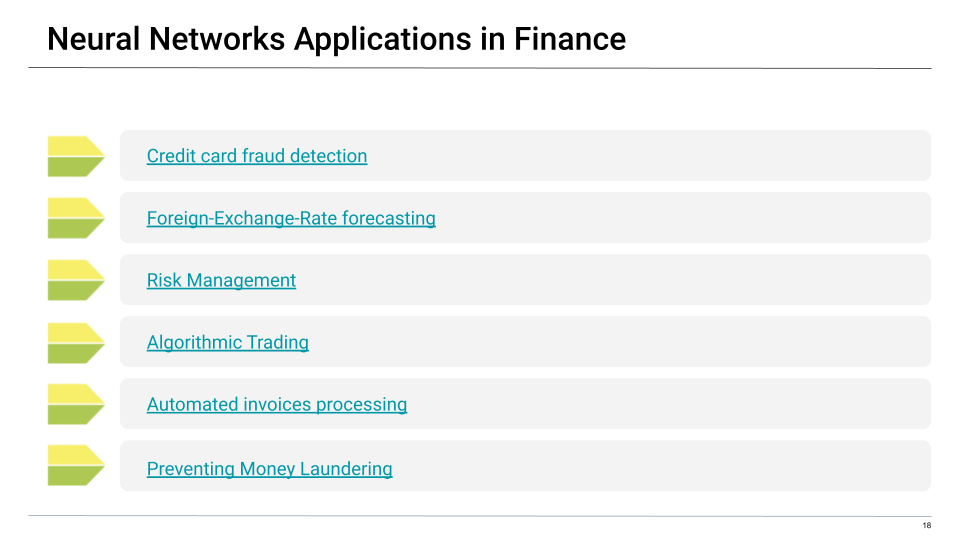 Neural Networks Applications in Finance
Credit card fraud detection
Foreign-Exchange-Rate forecasting
Risk Management
Algorithmic Trading
Automated invoices processing
Preventing Money Laundering
18